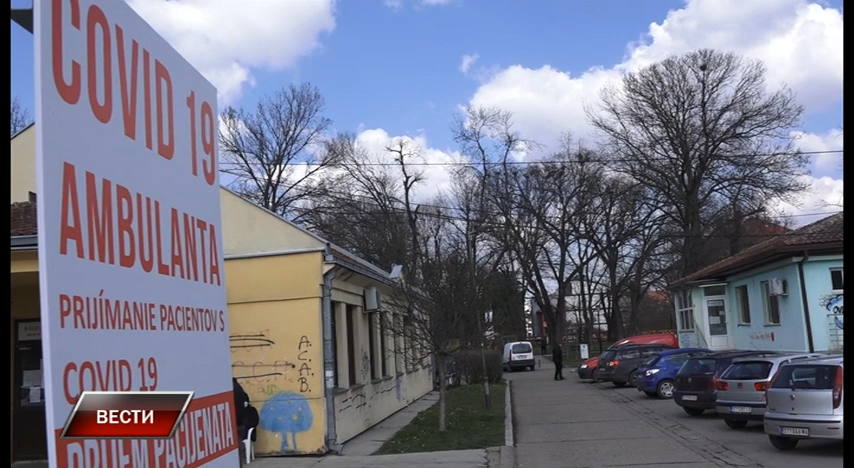 COVID 19
AMBULANTA
PRIJÍMANIE PACIENTOV S
COVID 19
PRIJEM PACIJENATA
ВЕСТИ
A.C.
A.B.